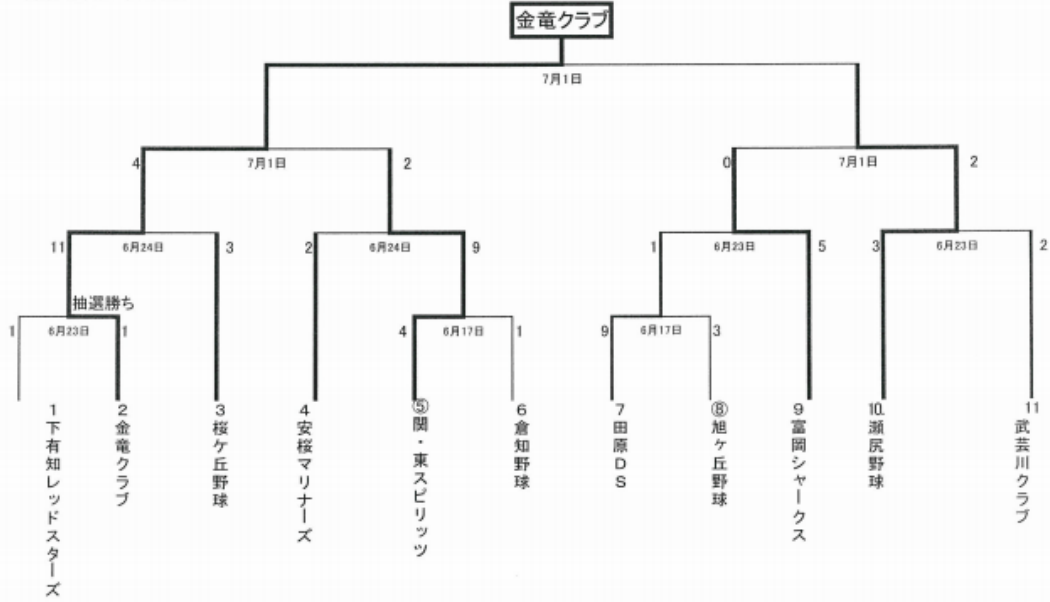 金竜クラブ
7月1日
4 7月1日 2
0 7月1日 2
11 6月24日 3
2 6月24日 9
1 6月23日 5
3 6月23日 2
抽選勝ち
1 6月23日 1
4 6月17日 1
9 6月17日 3
1下有知レッドスターズ
2金竜クラブ
3桜ケ丘野球
4安桜マリナーズ
⑤関・東スピリッツ
6倉知野球
7田原DS
⑧旭ヶ丘野球
9富岡シャークス
10.瀬尻野球
11武芸川クラブ